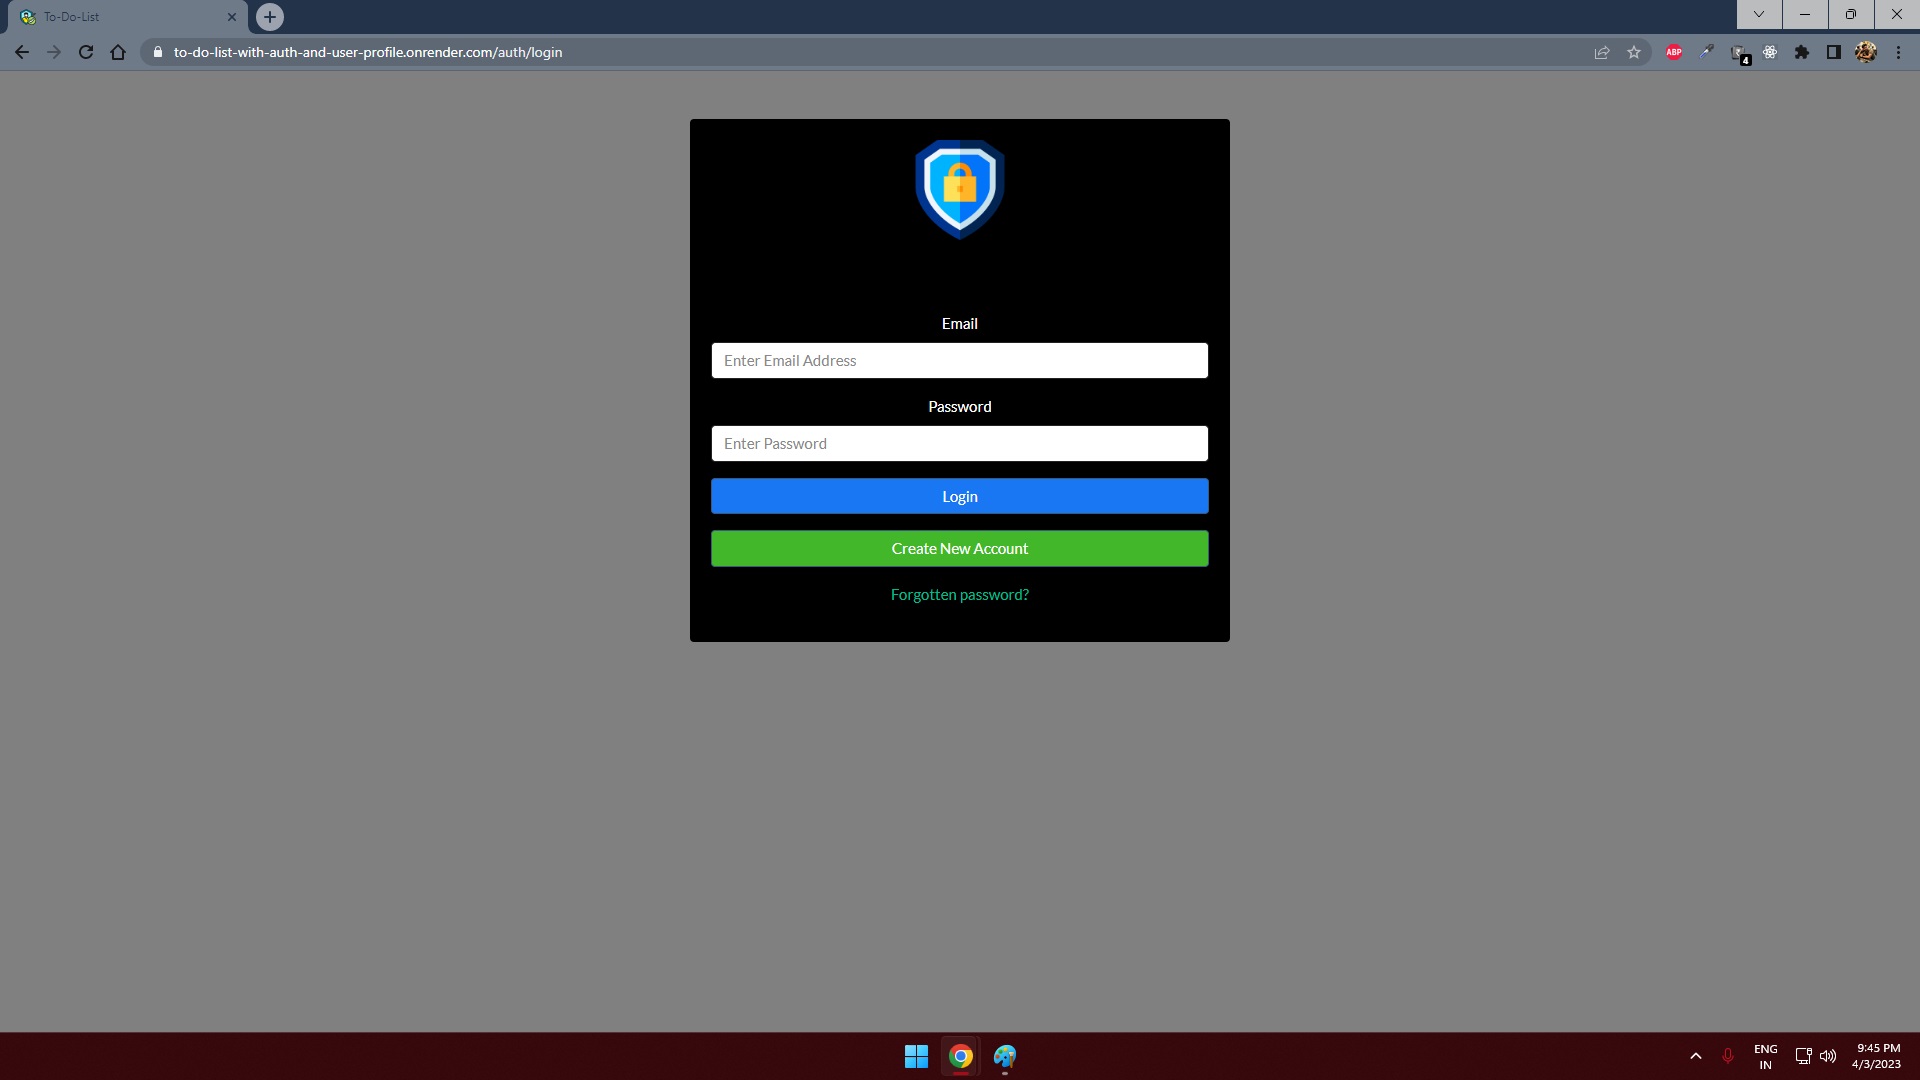 To-Do-List
to-do-list-with-auth-and-user-profile.onrender.com/auth/login
ABP
4
Email
Enter Email Address
Password
Enter Password
Login
Create New Account
Forgotten password?
ENG
IN
9:45 PM
4/3/2023